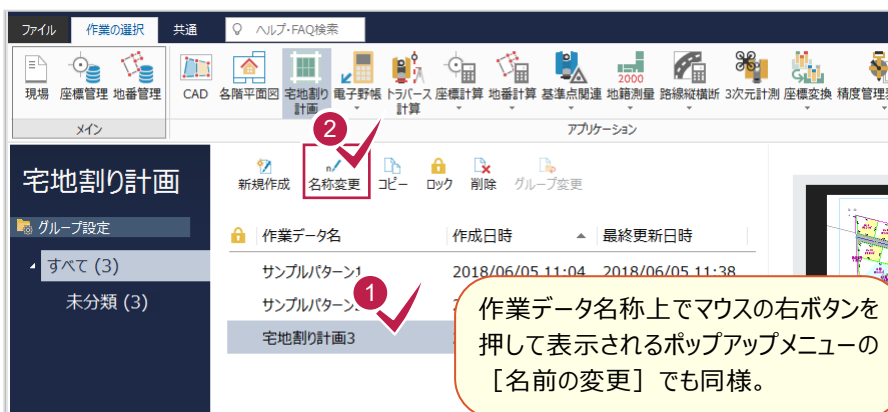 ファイル 作業の選択 共通 ヘルプ・FAQ検索
現場 座標管理 地番管理 CAD 各階平面図 宅地割り 電子野帳 トラバース 座標計算 地番計算 基準点関連 地籍測量 路線縦横断 3次元計測 座標変換 精度管理
計画 計算
メイン アプリケーション
2
宅地割り計画
新規作成 名称変更 コピー ロック 削除 グループ変更
グループ設定
作業データ名 作成日時 最終更新日時
すべて (3)
サンプルパターン1 2018/06/05 11:04 2018/06/05 11:38
未分類 (3)
サンプルパターン
1
宅地割り計画3
作業データ名称上でマウスの右ボタンを
押して表示されるポップアップメニューの
［名前の変更］でも同様。